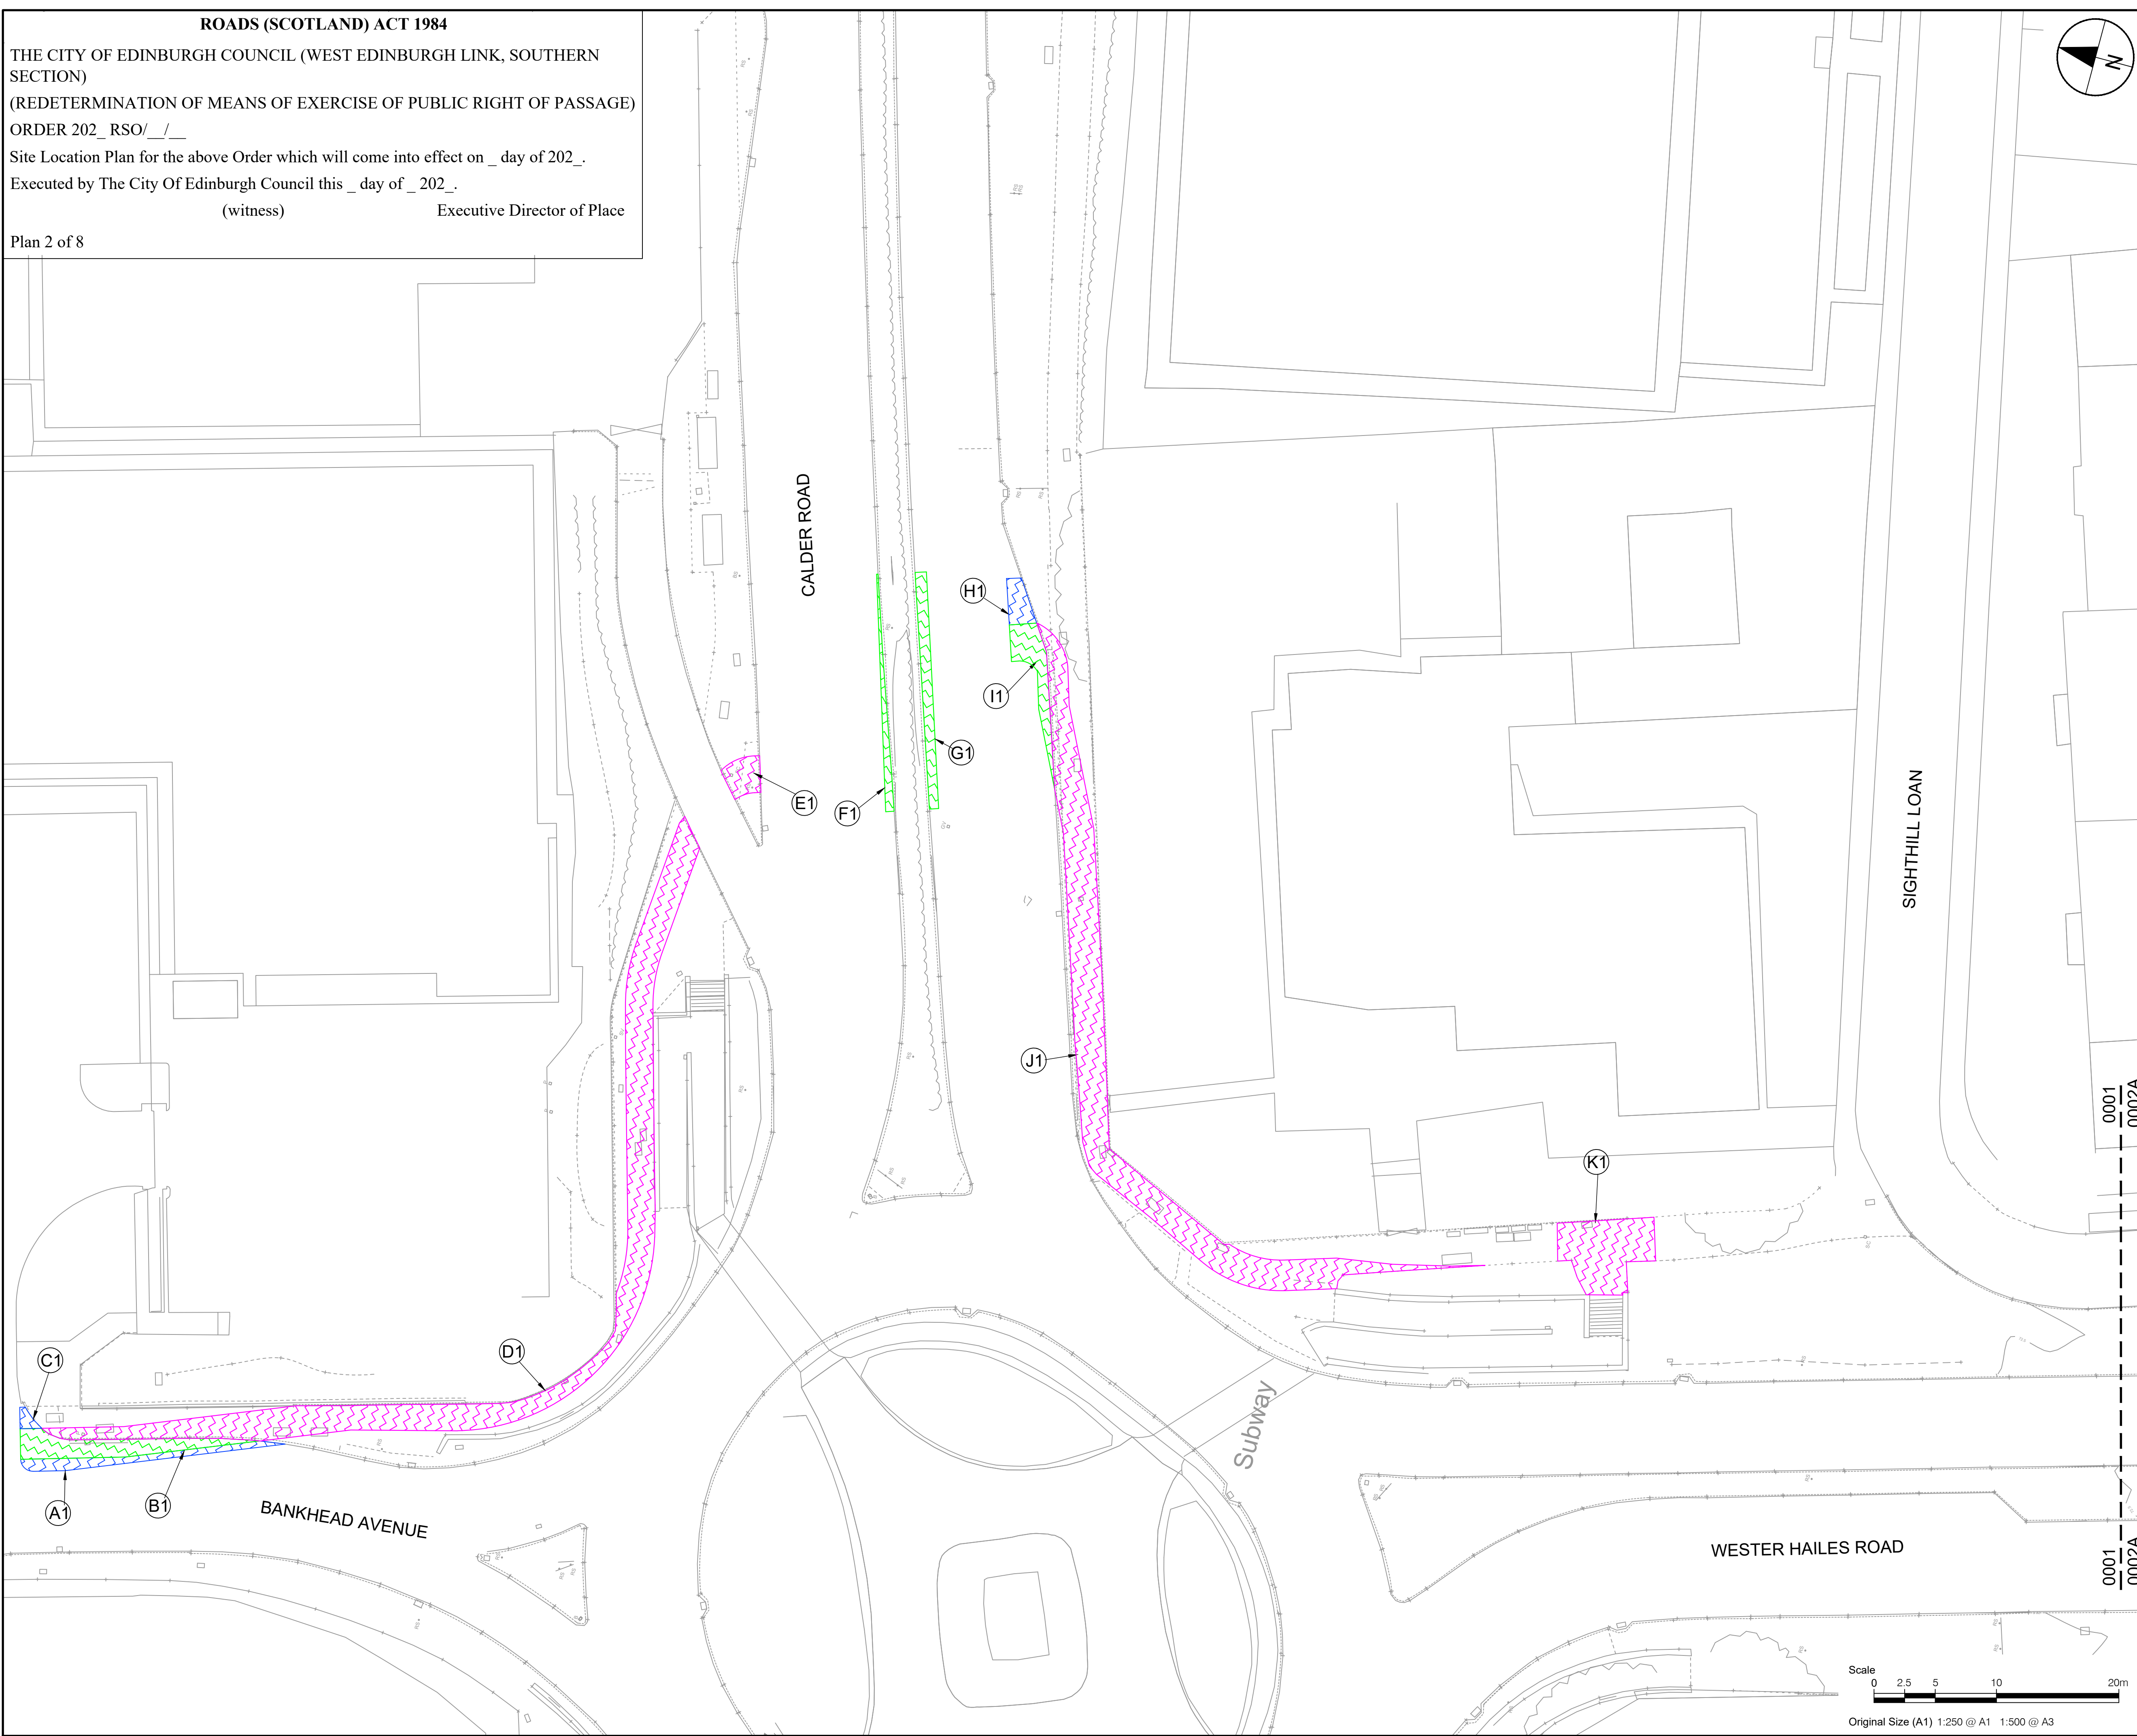 ROADS (SCOTLAND) ACT 1984
THE CITY OF EDINBURGH COUNCIL (WEST EDINBURGH LINK, SOUTHERN
SECTION)
(REDETERMINATION OF MEANS OF EXERCISE OF PUBLIC RIGHT OF PASSAGE)
ORDER 202_ RSO/__/__
Site Location Plan for the above Order which will come into effect on _ day of 202_.
Executed by The City Of Edinburgh Council this _ day of _ 202_.
(witness) Executive Director of Place
Plan 2 of 8
N
CALDER ROAD
H1
I1
G1
E1
F1
SIGHTHILL LOAN
J1
0001
0002A
K1
D1
C1
Subway
A1
B1
BANKHEAD AVENUE
WESTER HAILES ROAD
0001
0002A
Scale
0 2.5 5 10 20m
Original Size (A1) 1:250 @ A1 1:500 @ A3